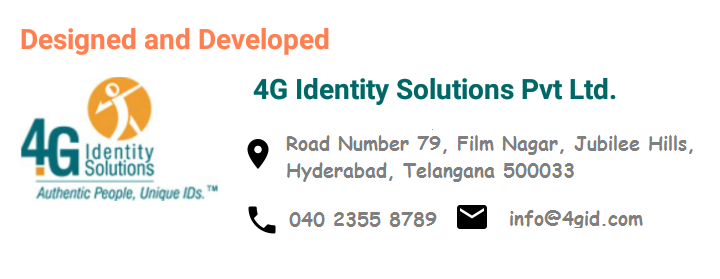 Designed and Developed
4G Identity Solutions
Authentic People, Unique IDs.™
4G Identity Solutions Pvt Ltd.
Road Number 79, Film Nagar, Jubilee Hills,
Hyderabad, Telangana 500033
040 2355 8789 info@4gid.com